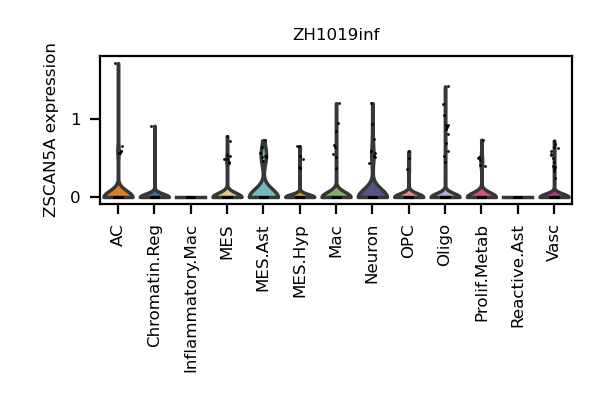 ZH1019inf
ZSCAN5A expression
1
0
AC
Chromatin.Reg
Inflammatory.Mac
MES
MES.Ast
MES.Hyp
Mac
Neuron
OPC
Oligo
Prolif.Metab
Reactive.Ast
Vasc